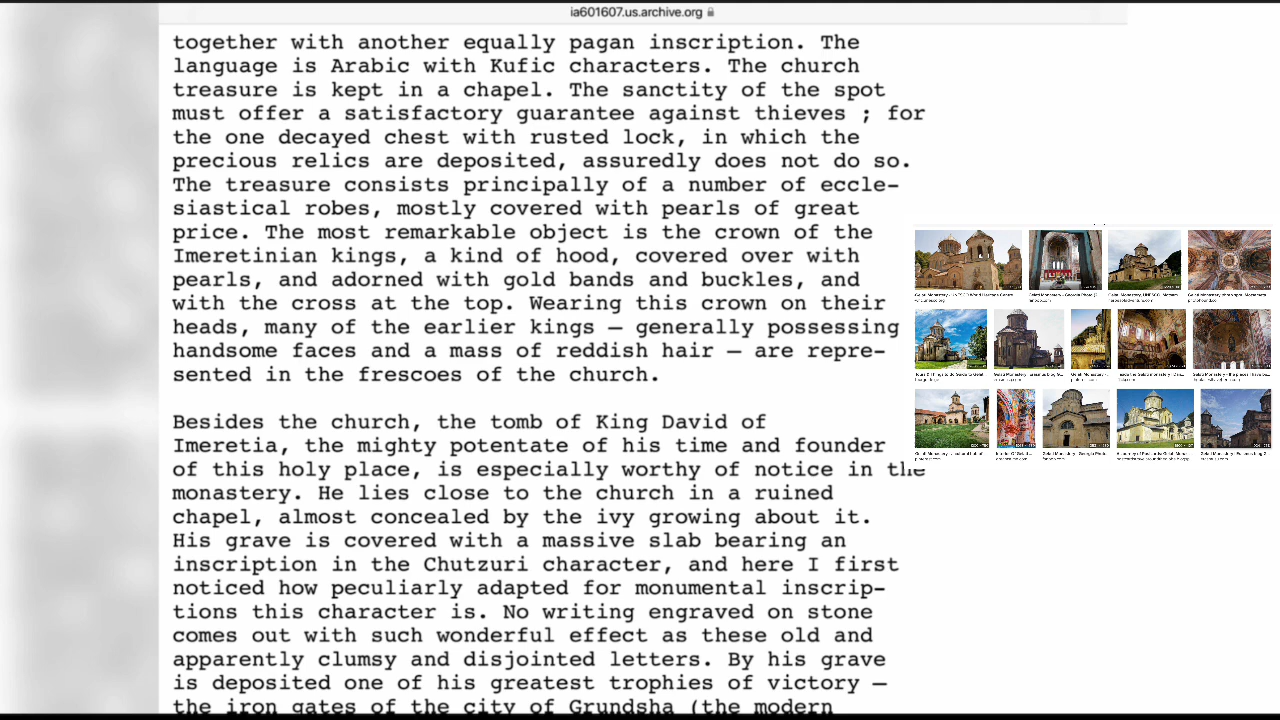 ia601607.us.archive.org
together with another equally pagan inscription. The
language is Arabic with Kufic characters. The church
treasure is kept in a chapel. The sanctity of the spot
must offer a satisfactory guarantee against thieves ; for
the one decayed chest with rusted lock, in which the
precious relics are deposited, assuredly does not do so.
The treasure consists principally of a number of eccle-
siastical robes, mostly covered with pearls of great
price. The most remarkable object is the crown of the
Imeretinian kings, a kind of hood, covered over with
pearls, and adorned with gold bands and buckles, and
with the cross at the top. Wearing this crown on their
heads, many of the earlier kings — generally possessing
handsome faces and a mass of reddish hair — are repre-
sented in the frescoes of the church.
Besides the church, the tomb of King David of
Imeretia, the mighty potentate of his time and founder
of this holy place, is especially worthy of notice in the
monastery. He lies close to the church in a ruined
chapel, almost concealed by the ivy growing about it.
His grave is covered with a massive slab bearing an
inscription in the Chutzuri character, and here I first
noticed how peculiarly adapted for monumental inscrip-
tions this character is. No writing engraved on stone
comes out with such wonderful effect as these old and
apparently clumsy and disjointed letters. By his grave
is deposited one of his greatest trophies of victory —
the iron gates of the city of Grundsha (the modern